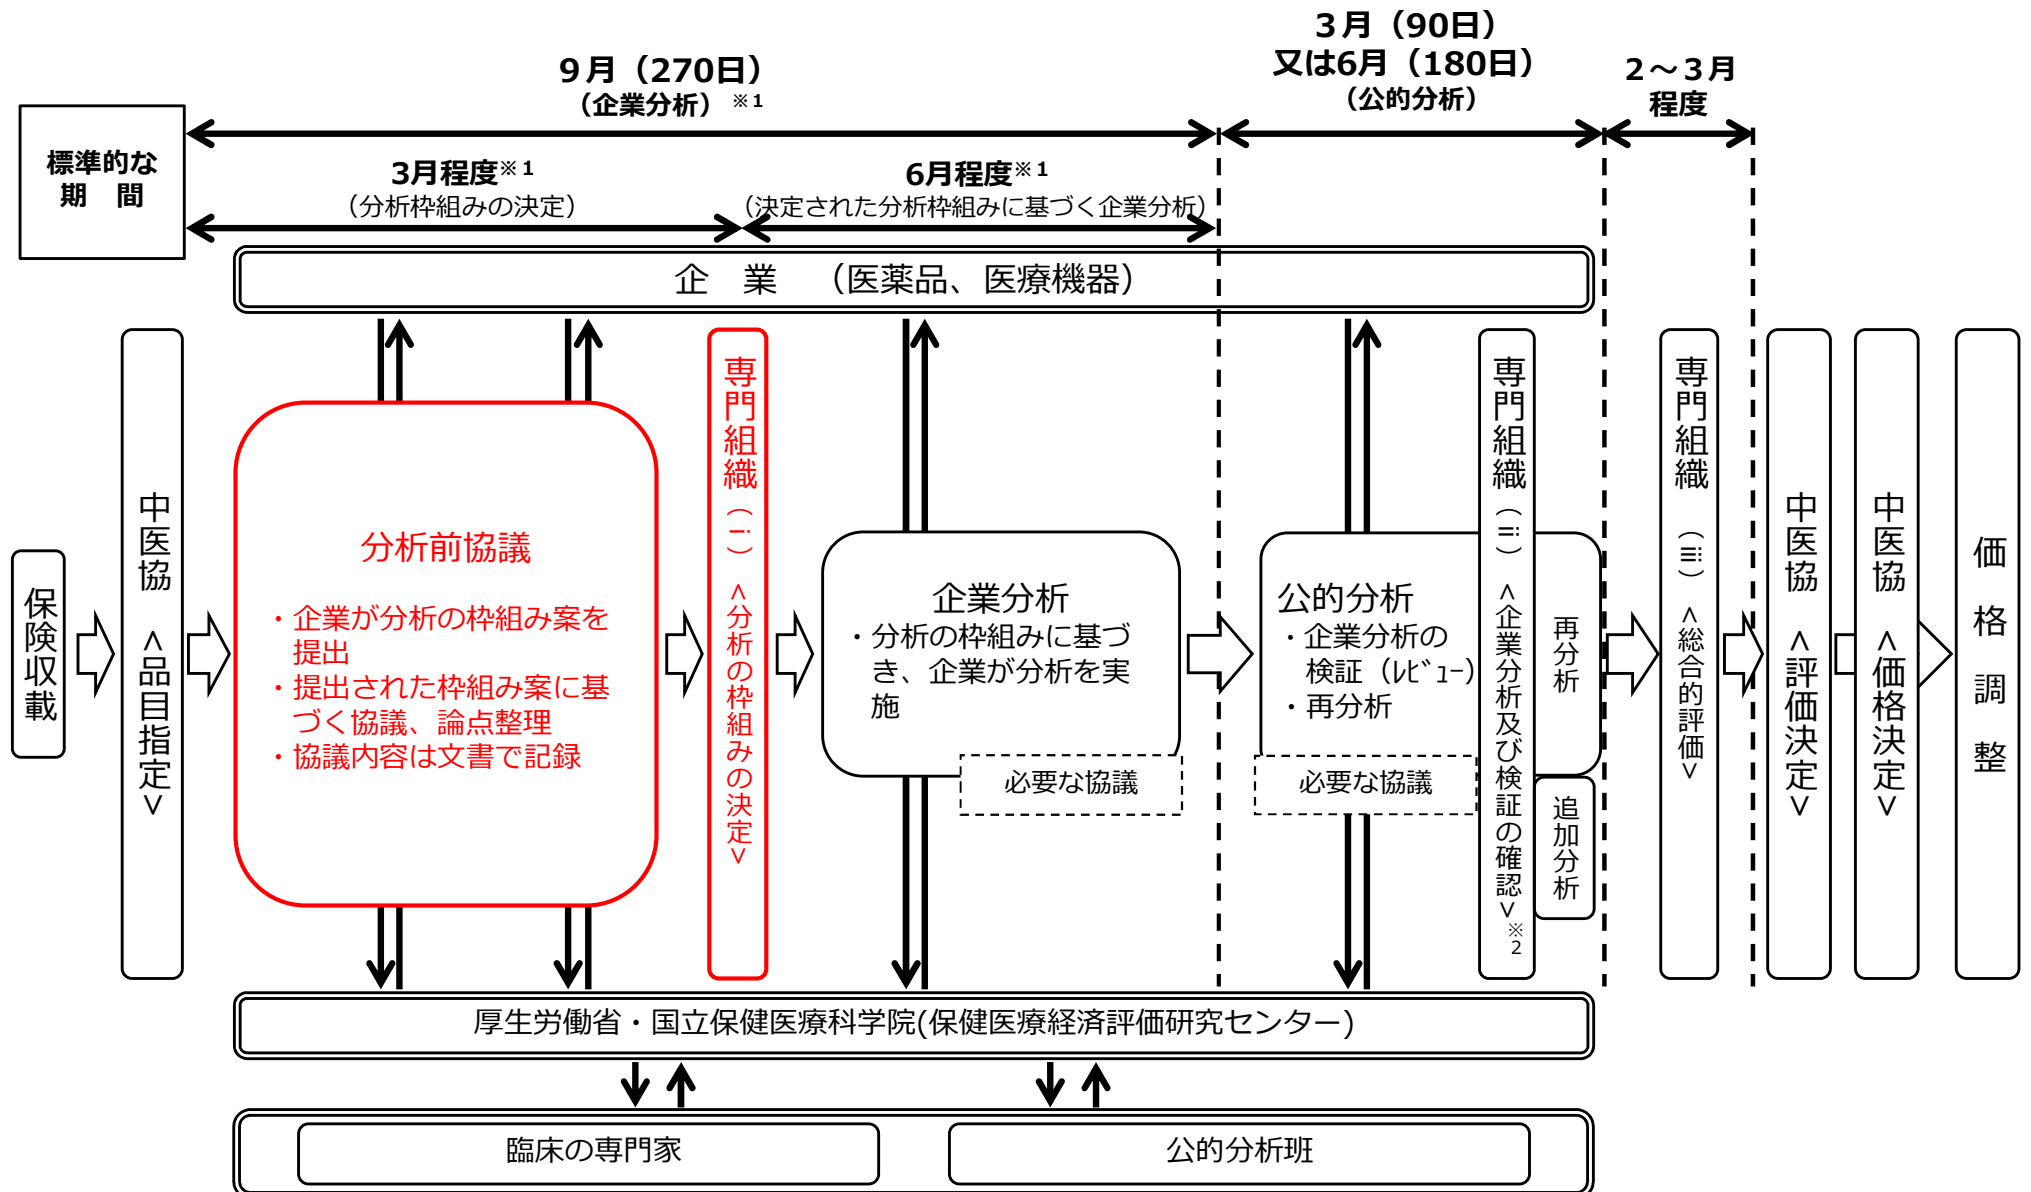 標準的な
期　間
９月（270日）
（企業分析）※１
３月（90日）
又は6月（180日）
（公的分析）
２～３月
程度
3月程度※１
（分析枠組みの決定）
6月程度※１
（決定された分析枠組みに基づく企業分析）
企　業　（医薬品、医療機器）
保険収載
中医協　＜品目指定＞
分析前協議
・企業が分析の枠組み案を
提出
・提出された枠組み案に基
づく協議、論点整理
・協議内容は文書で記録
専門組織（ⅰ）＜分析の枠組みの決定＞
企業分析
・分析の枠組みに基づ
き、企業が分析を実
施
必要な協議
公的分析
・企業分析の
検証（ﾚﾋﾞｭｰ）
・再分析
必要な協議
専門組織（ⅱ）＜企業分析及び検証の確認＞※2
再分析
追加分析
専門組織　（ⅲ）＜総合的評価＞
中医協　＜評価決定＞
中医協　＜価格決定＞
価格調整
厚生労働省・国立保健医療科学院(保健医療経済評価研究センター)
臨床の専門家
公的分析班